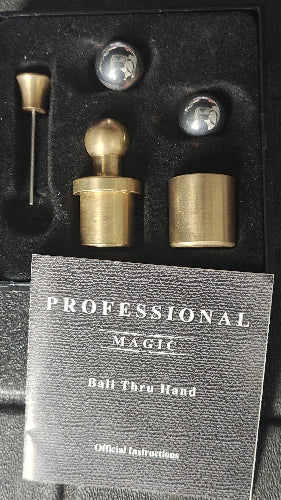 PROFESSIONAL
MAGIC
Ball Thru Hand
Official Instructions